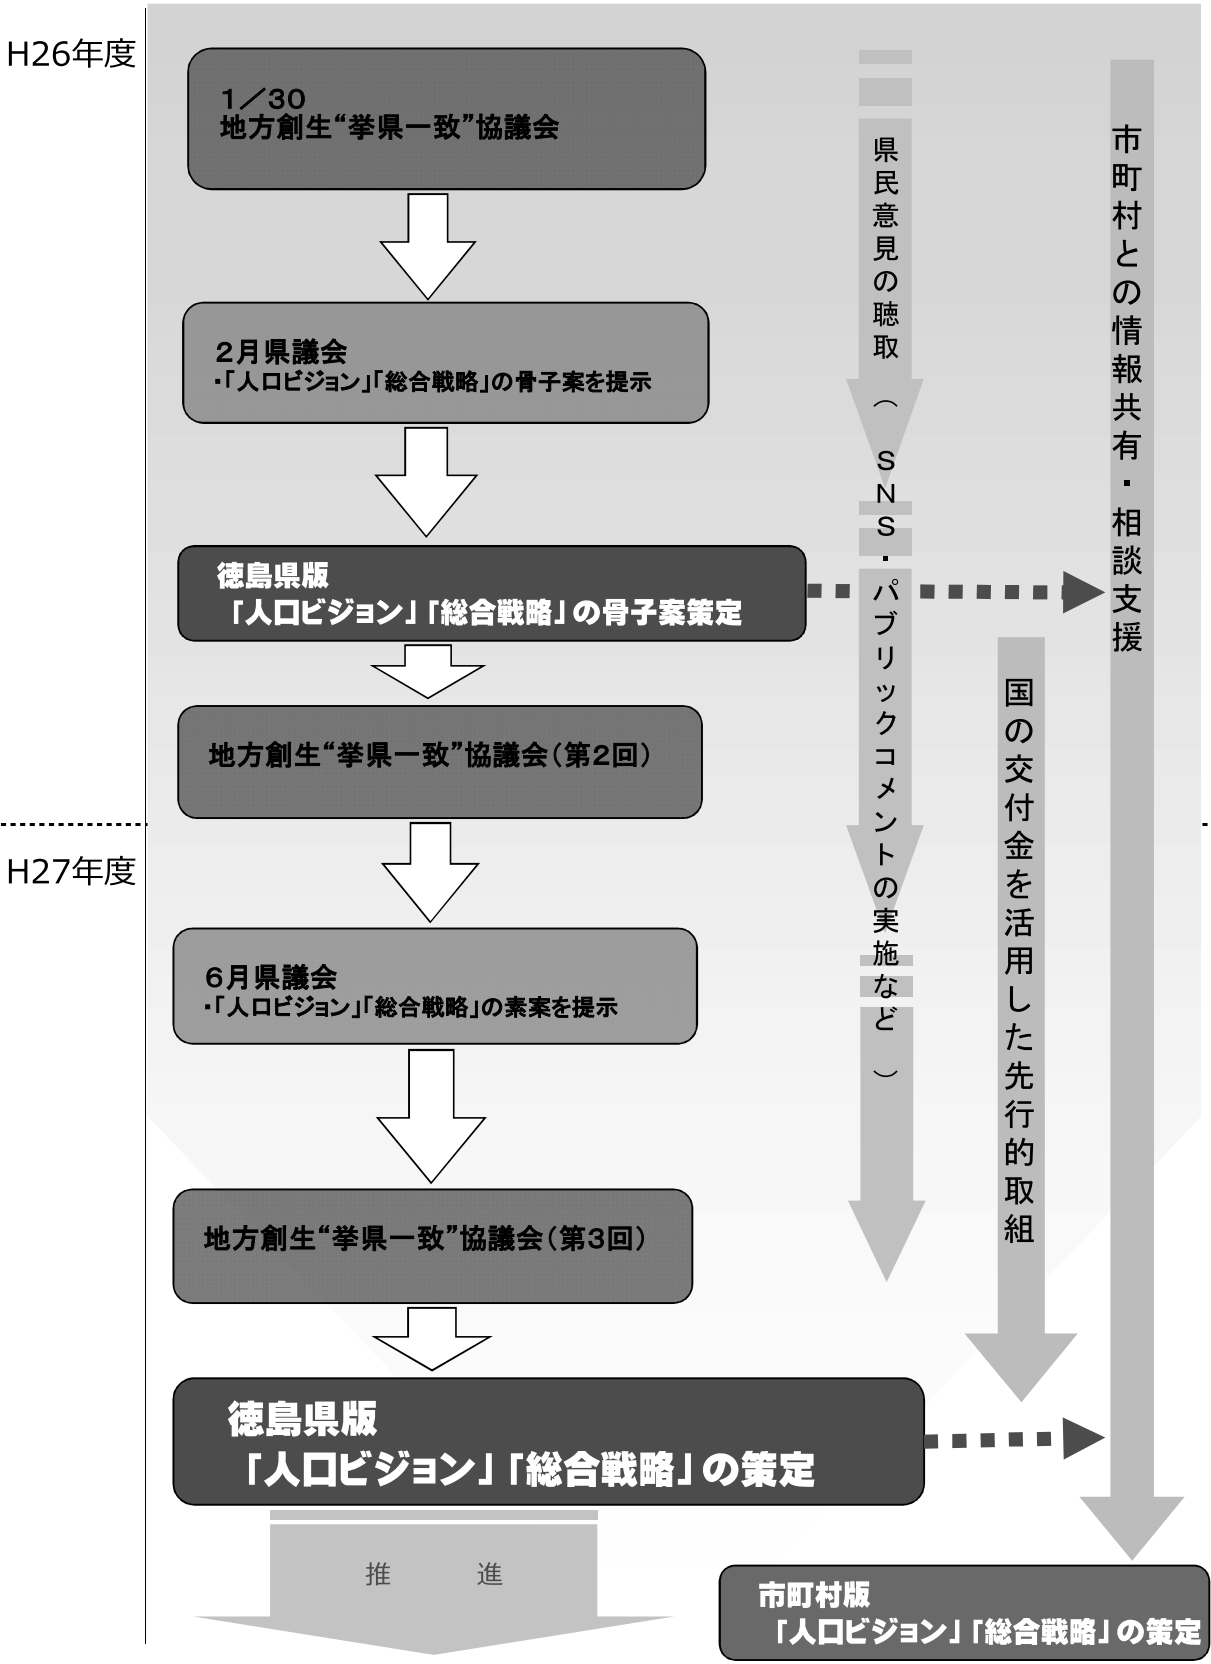 H26年度
1／30
地方創生“挙県一致”協議会
2月県議会
・「人口ビジョン」「総合戦略」の骨子案を提示
徳島県版
「人口ビジョン」「総合戦略」の骨子案策定
地方創生“挙県一致”協議会（第2回）
H27年度
6月県議会
・「人口ビジョン」「総合戦略」の素案を提示
地方創生“挙県一致”協議会（第3回）
徳島県版
「人口ビジョン」「総合戦略」の策定
推　進
県民意見の聴取（ＳＮＳ・パブリックコメントの実施など）
国の交付金を活用した先行的取組
市町村との情報共有・相談支援
市町村版
「人口ビジョン」「総合戦略」の策定